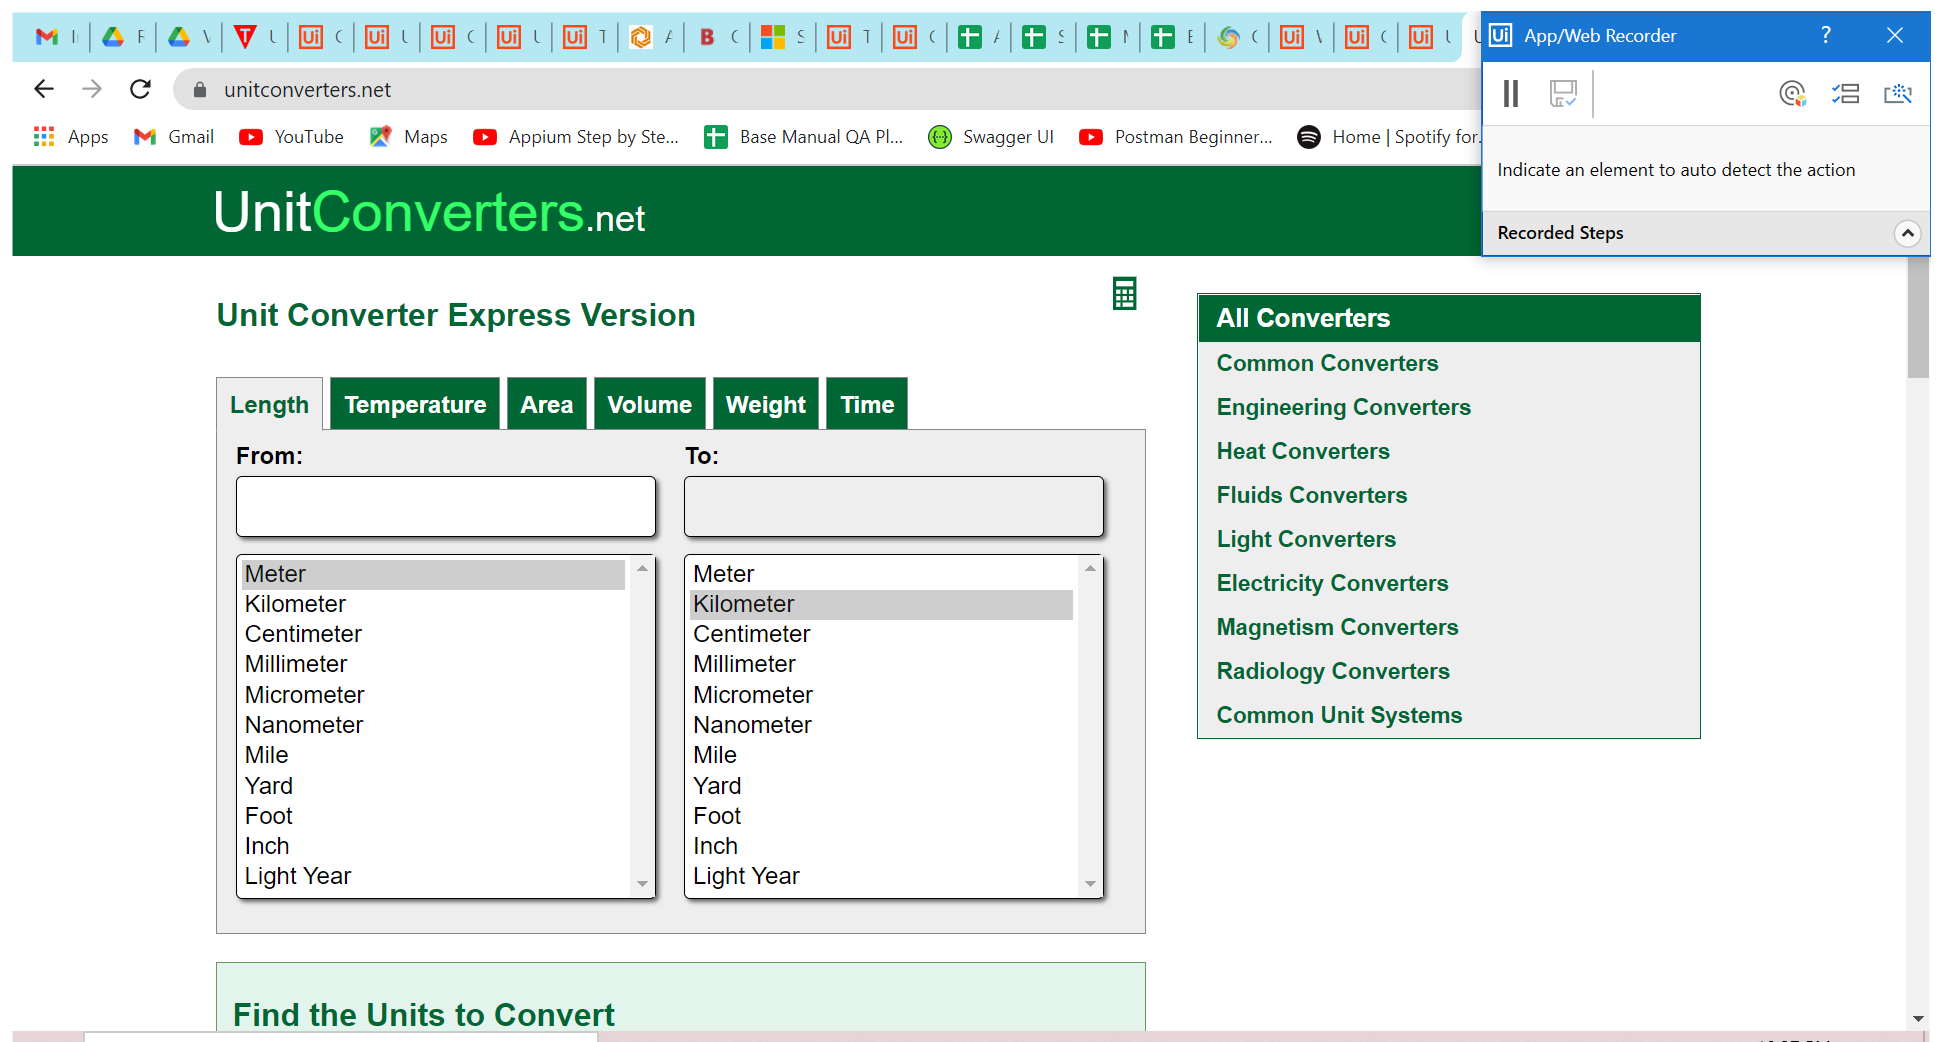 App/Web Recorder
?
unitconverters.net
Apps
Gmail
YouTube
Maps
Appium Step by Ste...
Base Manual QA Pl...
Swagger UI
Postman Beginner...
Home | Spotify for...
Indicate an element to auto detect the action
Recorded Steps
UnitConverters.net
Unit Converter Express Version
Length
Temperature
Area
Volume
Weight
Time
From:
Meter
Kilometer
Centimeter
Millimeter
Micrometer
Nanometer
Mile
Yard
Foot
Inch
Light Year
To:
Meter
Kilometer
Centimeter
Millimeter
Micrometer
Nanometer
Mile
Yard
Foot
Inch
Light Year
All Converters
Common Converters
Engineering Converters
Heat Converters
Fluids Converters
Light Converters
Electricity Converters
Magnetism Converters
Radiology Converters
Common Unit Systems
Find the Units to Convert